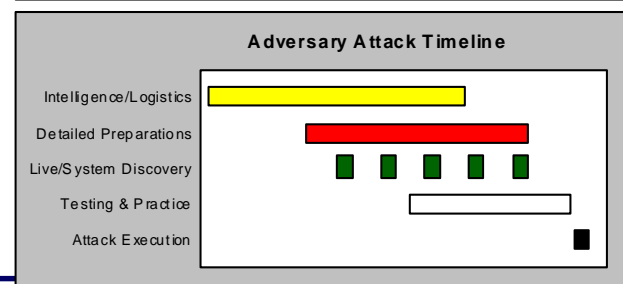 Adversary Attack Timeline
Intelligence/Logistics
Detailed Preparations
Live/System Discovery
Testing & Practice
Attack Execution